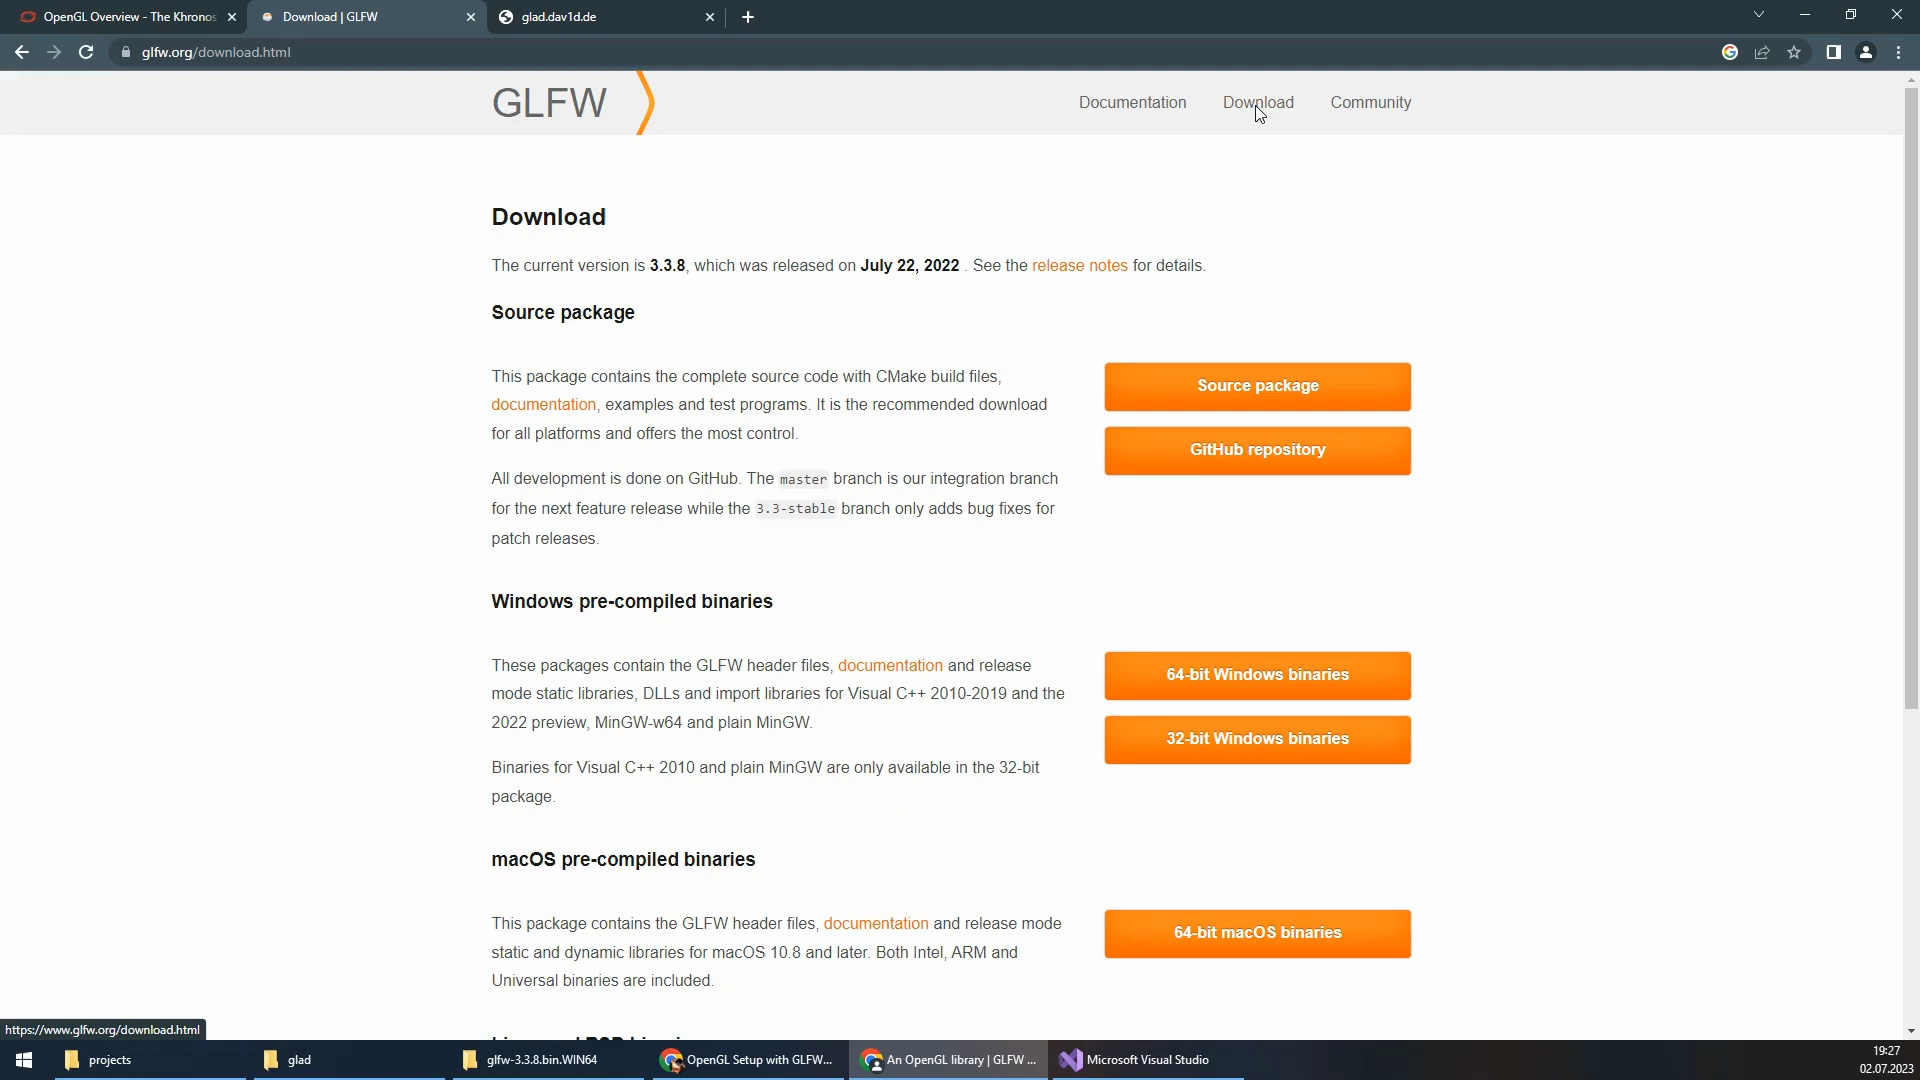 OpenGL Overview - The Khronos
Download | GLFW
glad.dav1d.de
glfw.org/download.html
GLFW
Documentation
Download
Community
Download
The current version is 3.3.8, which was released on July 22, 2022 . See the release notes for details.
Source package
This package contains the complete source code with CMake build files,
documentation, examples and test programs. It is the recommended download
for all platforms and offers the most control.
Source package
GitHub repository
All development is done on GitHub. The master branch is our integration branch
for the next feature release while the 3.3-stable branch only adds bug fixes for
patch releases.
Windows pre-compiled binaries
These packages contain the GLFW header files, documentation and release
mode static libraries, DLLs and import libraries for Visual C++ 2010-2019 and the
2022 preview, MinGW-w64 and plain MinGW.
64-bit Windows binaries
32-bit Windows binaries
Binaries for Visual C++ 2010 and plain MinGW are only available in the 32-bit
package.
macOS pre-compiled binaries
This package contains the GLFW header files, documentation and release mode
static and dynamic libraries for macOS 10.8 and later. Both Intel, ARM and
Universal binaries are included.
64-bit macOS binaries
https://www.glfw.org/download.html
projects
glad
glfw-3.3.8.bin.WIN64
OpenGL Setup with GLFW...
An OpenGL library | GLFW ...
Microsoft Visual Studio
19:27
02.07.2023